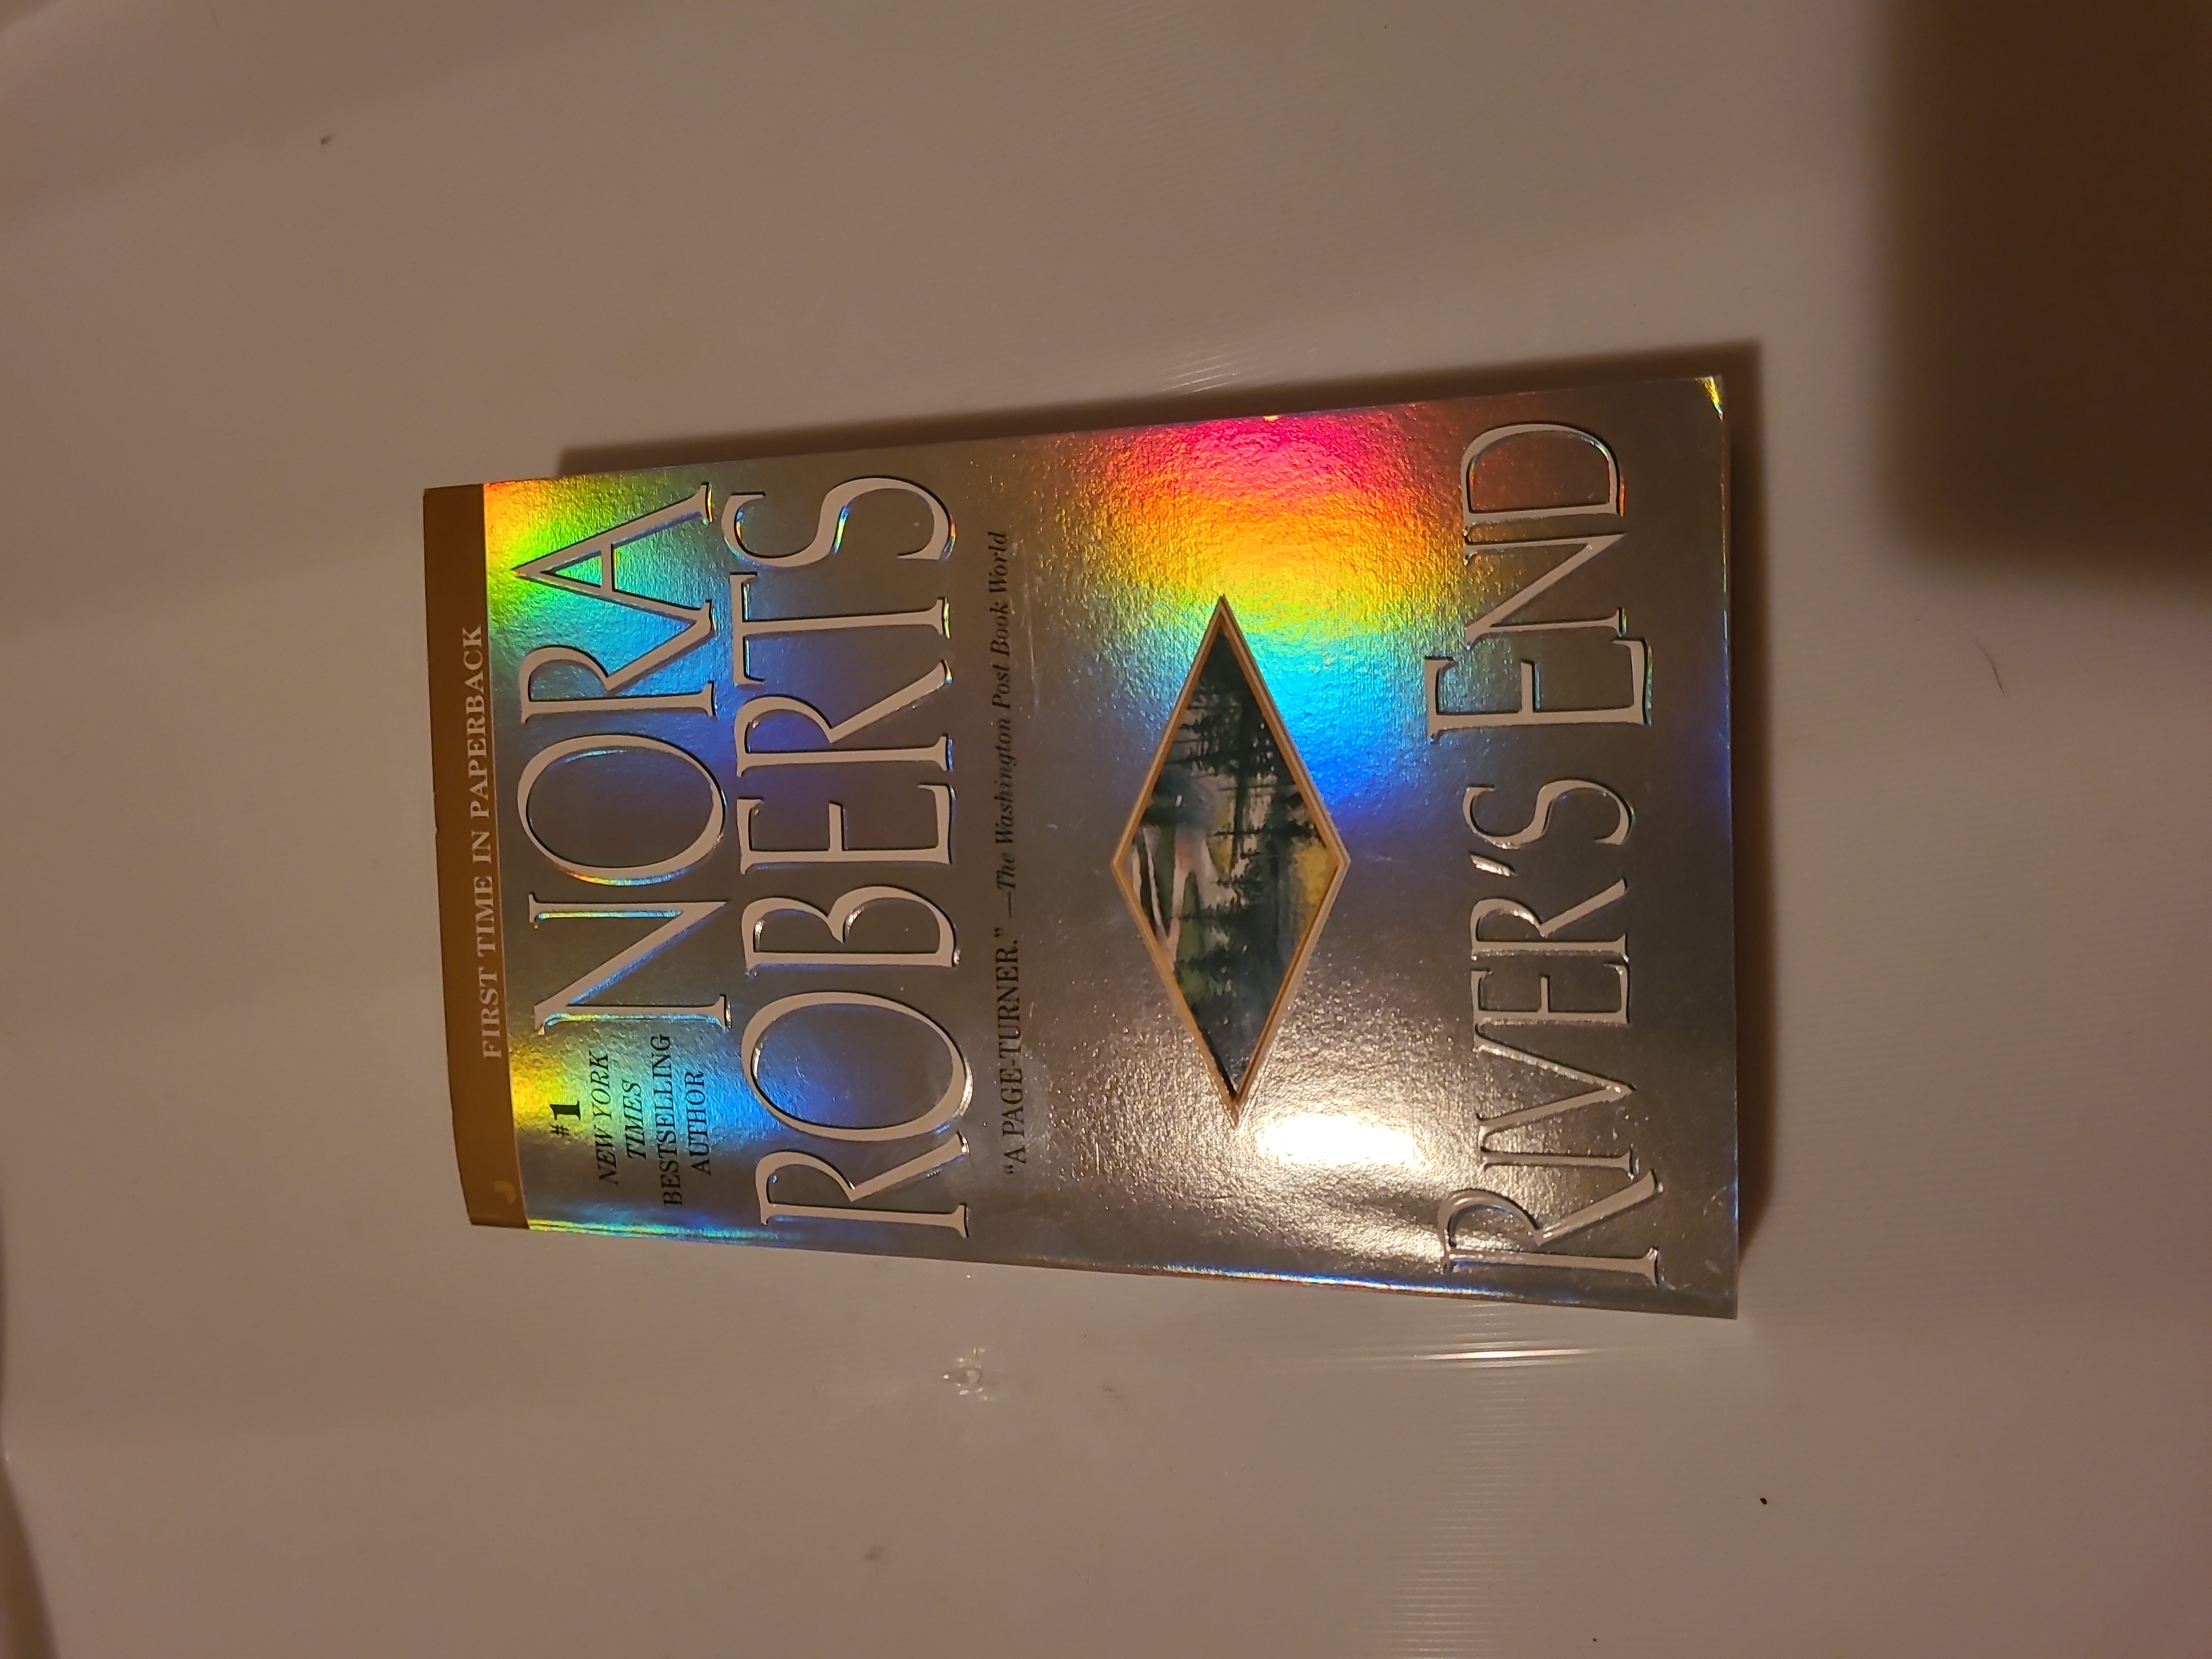 FIRST TIME IN PAPERBACK
#1
NEW YORK
TIMES
BESTSELLING
AUTHOR
NORA
ROBERTS
“A PAGE-TURNER.” —The Washington Post Book World
RIVER’S END